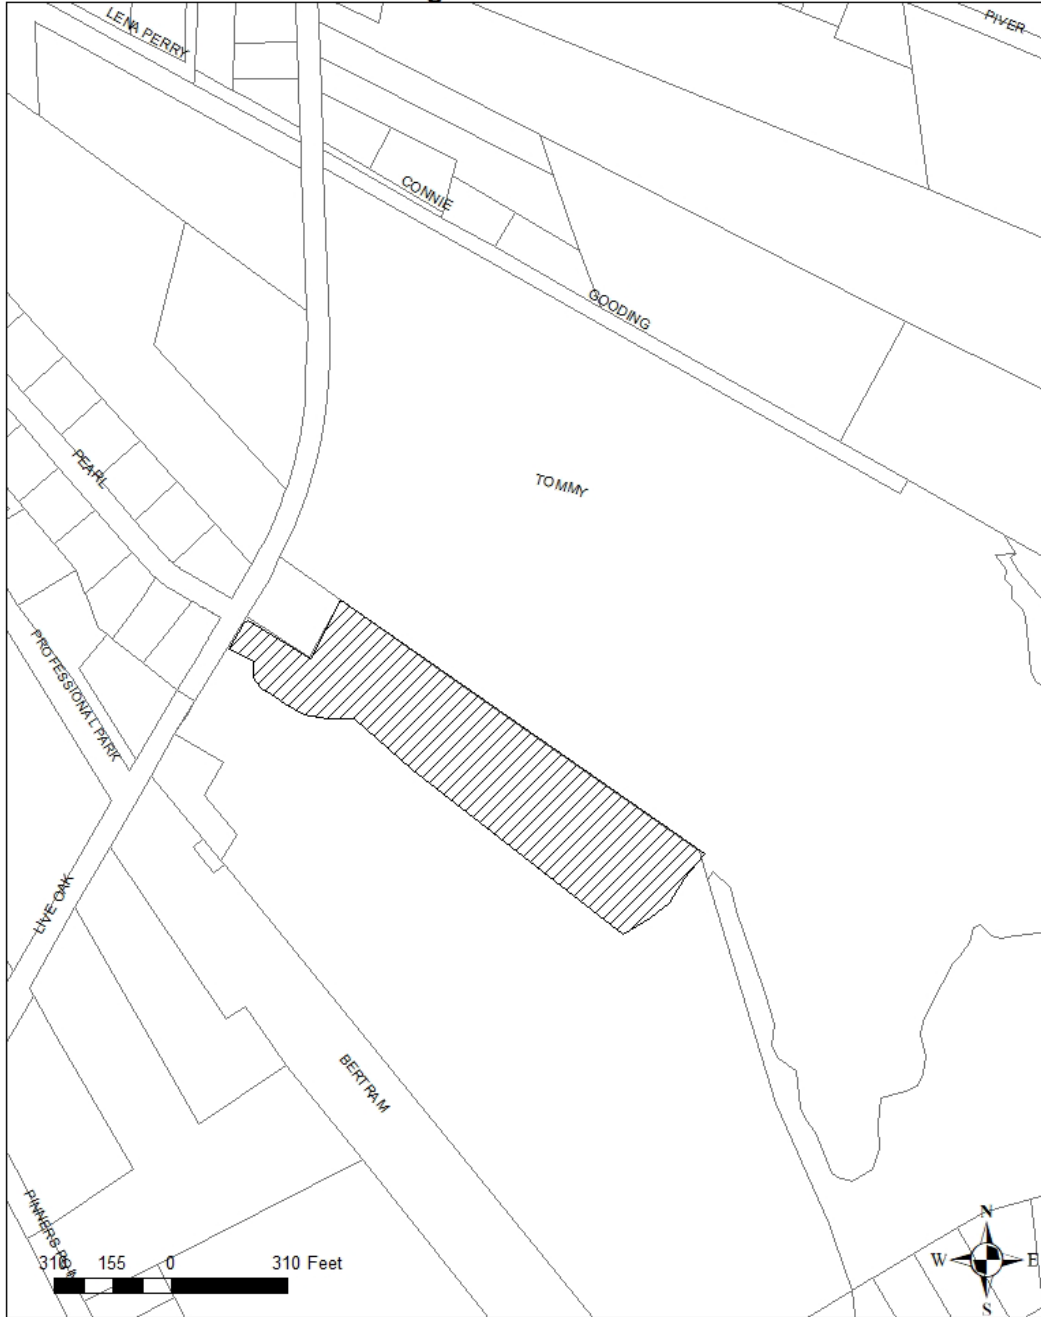 LENA PERRY
PIVER
CONNIE
GOODING
TOMMY
PEARL
PROFESSIONAL PARK
LIVE OAK
BERTRAM
N
W E
S
310 155 0 310 Feet